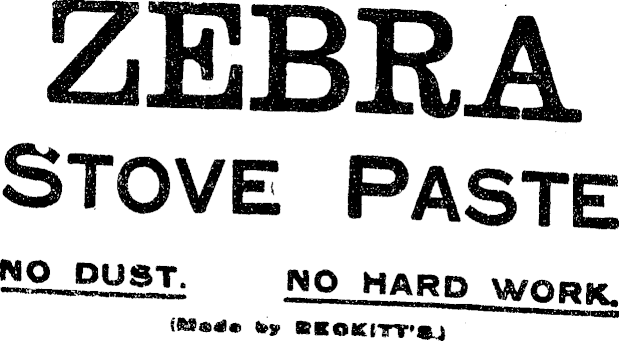 ZEBRA
STOVE PASTE
NO DUST. NO HARD WORK.
(Made by RECKITT'S.)